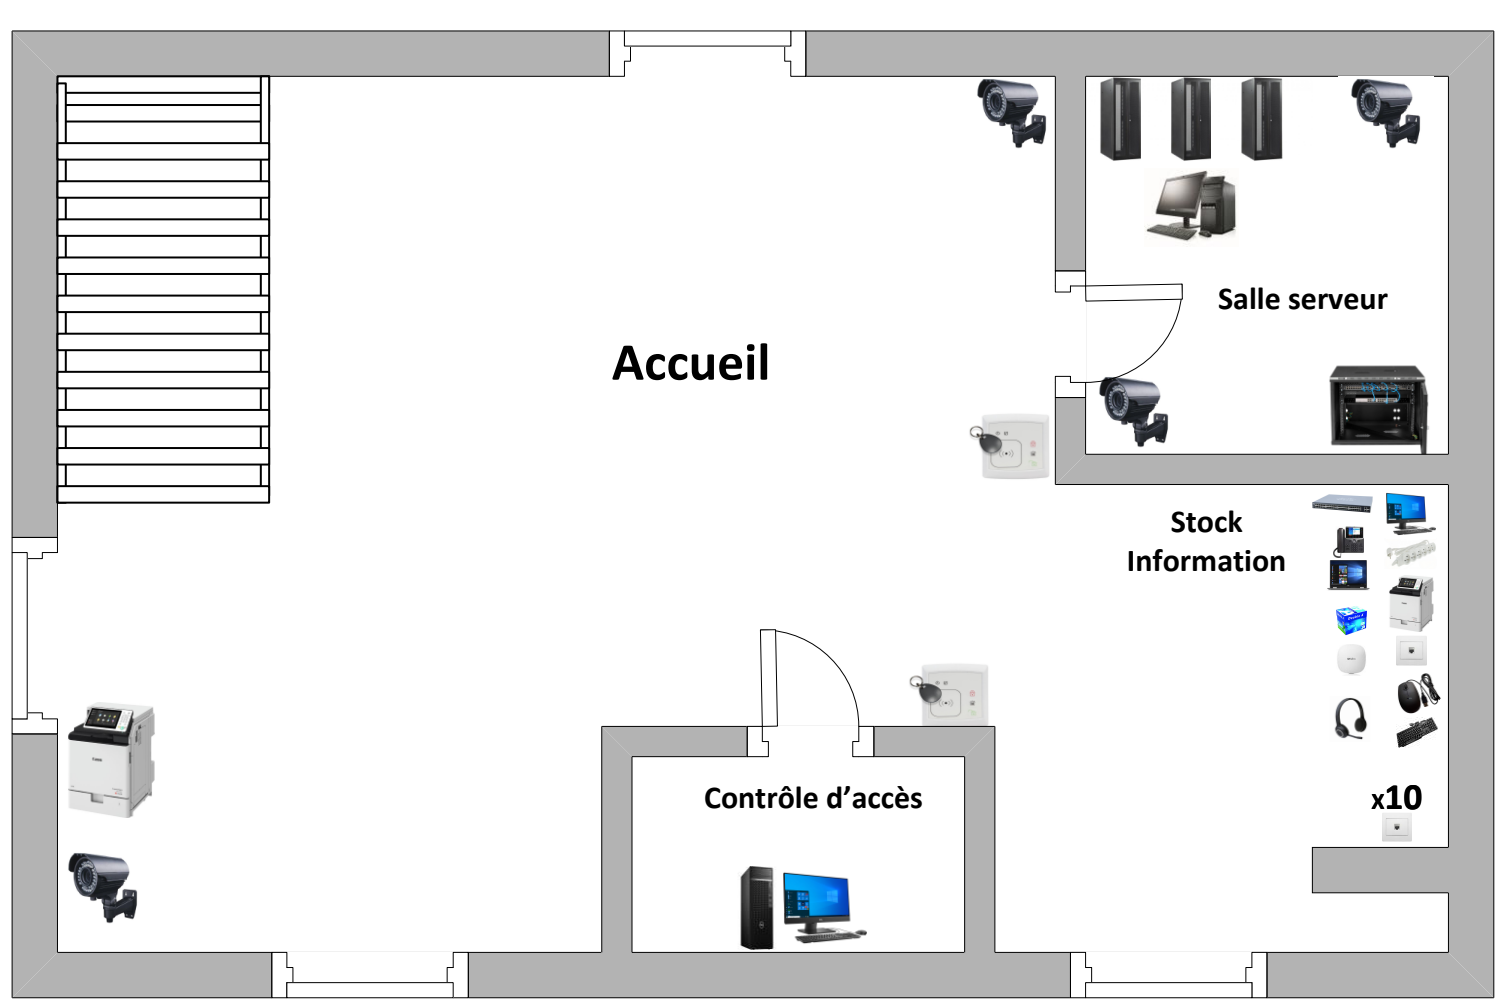 Salle serveur
Accueil
Stock
Information
Contrôle d’accès
x10